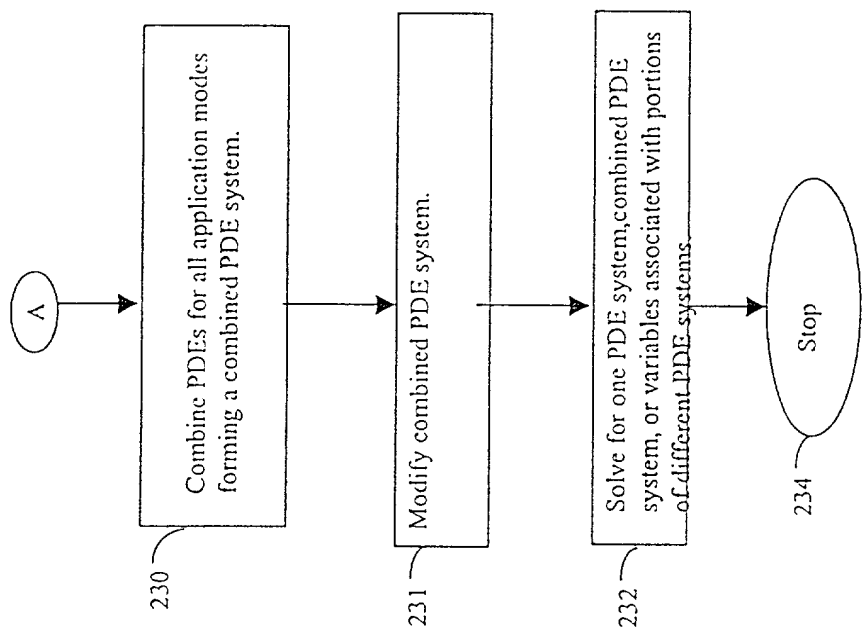 A
230
Combine PDEs for all application modes
forming a combined PDE system.
231
Modify combined PDE system.
232
Solve for one PDE system,combined PDE
system, or variables associated with portions
of different PDE systems.
234
Stop